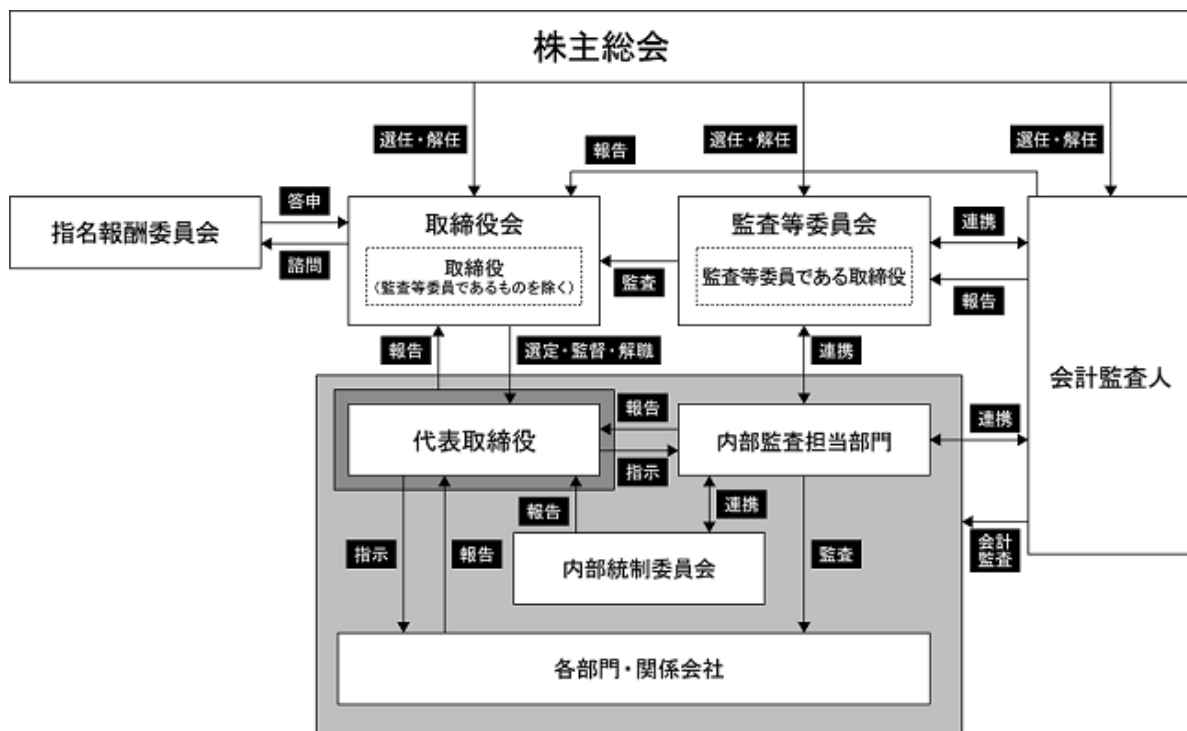 株主総会
選任・解任
選任・解任
選任・解任
報告
指名報酬委員会
答申
諮問
取締役会
取締役
（監査等委員であるものを除く）
監査
監査等委員会
監査等委員である取締役
連携
報告
会計監査人
報告
選定・監督・解職
連携
代表取締役
報告
指示
内部監査担当部門
連携
報告
連携
内部統制委員会
指示
報告
監査
会計
監査
各部門・関係会社